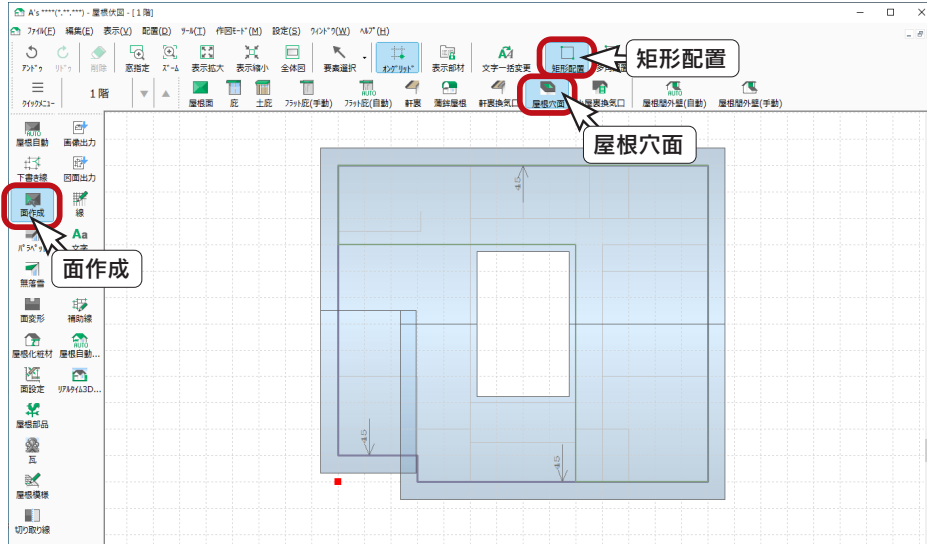 A's ****(*.**.***) - 屋根伏図 - [1 階]
ﾌｧｲﾙ(F) 編集(E) 表示(V) 配置(D) ﾂｰﾙ(T) 作図ﾓｰﾄﾞ(M) 設定(S) ｳｨﾝﾄﾞｳ(W) ﾍﾙﾌﾟ(H)
ｱﾝﾄﾞｩ ﾘﾄﾞｩ 削除 窓指定 ｽﾞｰﾑ 表示拡大 表示縮小 全体図 要素選択 ｵﾝｸﾞﾘｯﾄﾞ 表示部材 文字一括変更 矩形配置
矩形配置
ｸｲｯｸﾒﾆｭｰ 1 階 屋根面 庇 土庇 ﾌﾗｯﾄ庇(手動) ﾌﾗｯﾄ庇(自動) 軒裏 蒲鉾屋根 軒裏換気口 屋根穴面 小屋裏換気口 屋根間外壁(自動) 屋根間外壁(手動)
屋根穴面
屋根自動 画像出力
下書き線 図面出力
面作成 線
ﾊﾟﾗﾍﾟｯﾄ 文字
面作成
無落雪
面変形 補助線
屋根化粧材 屋根自動...
面設定 ﾘｱﾙﾀｲﾑ3D...
屋根部品
瓦
屋根模様
切り取り線
45
45
45